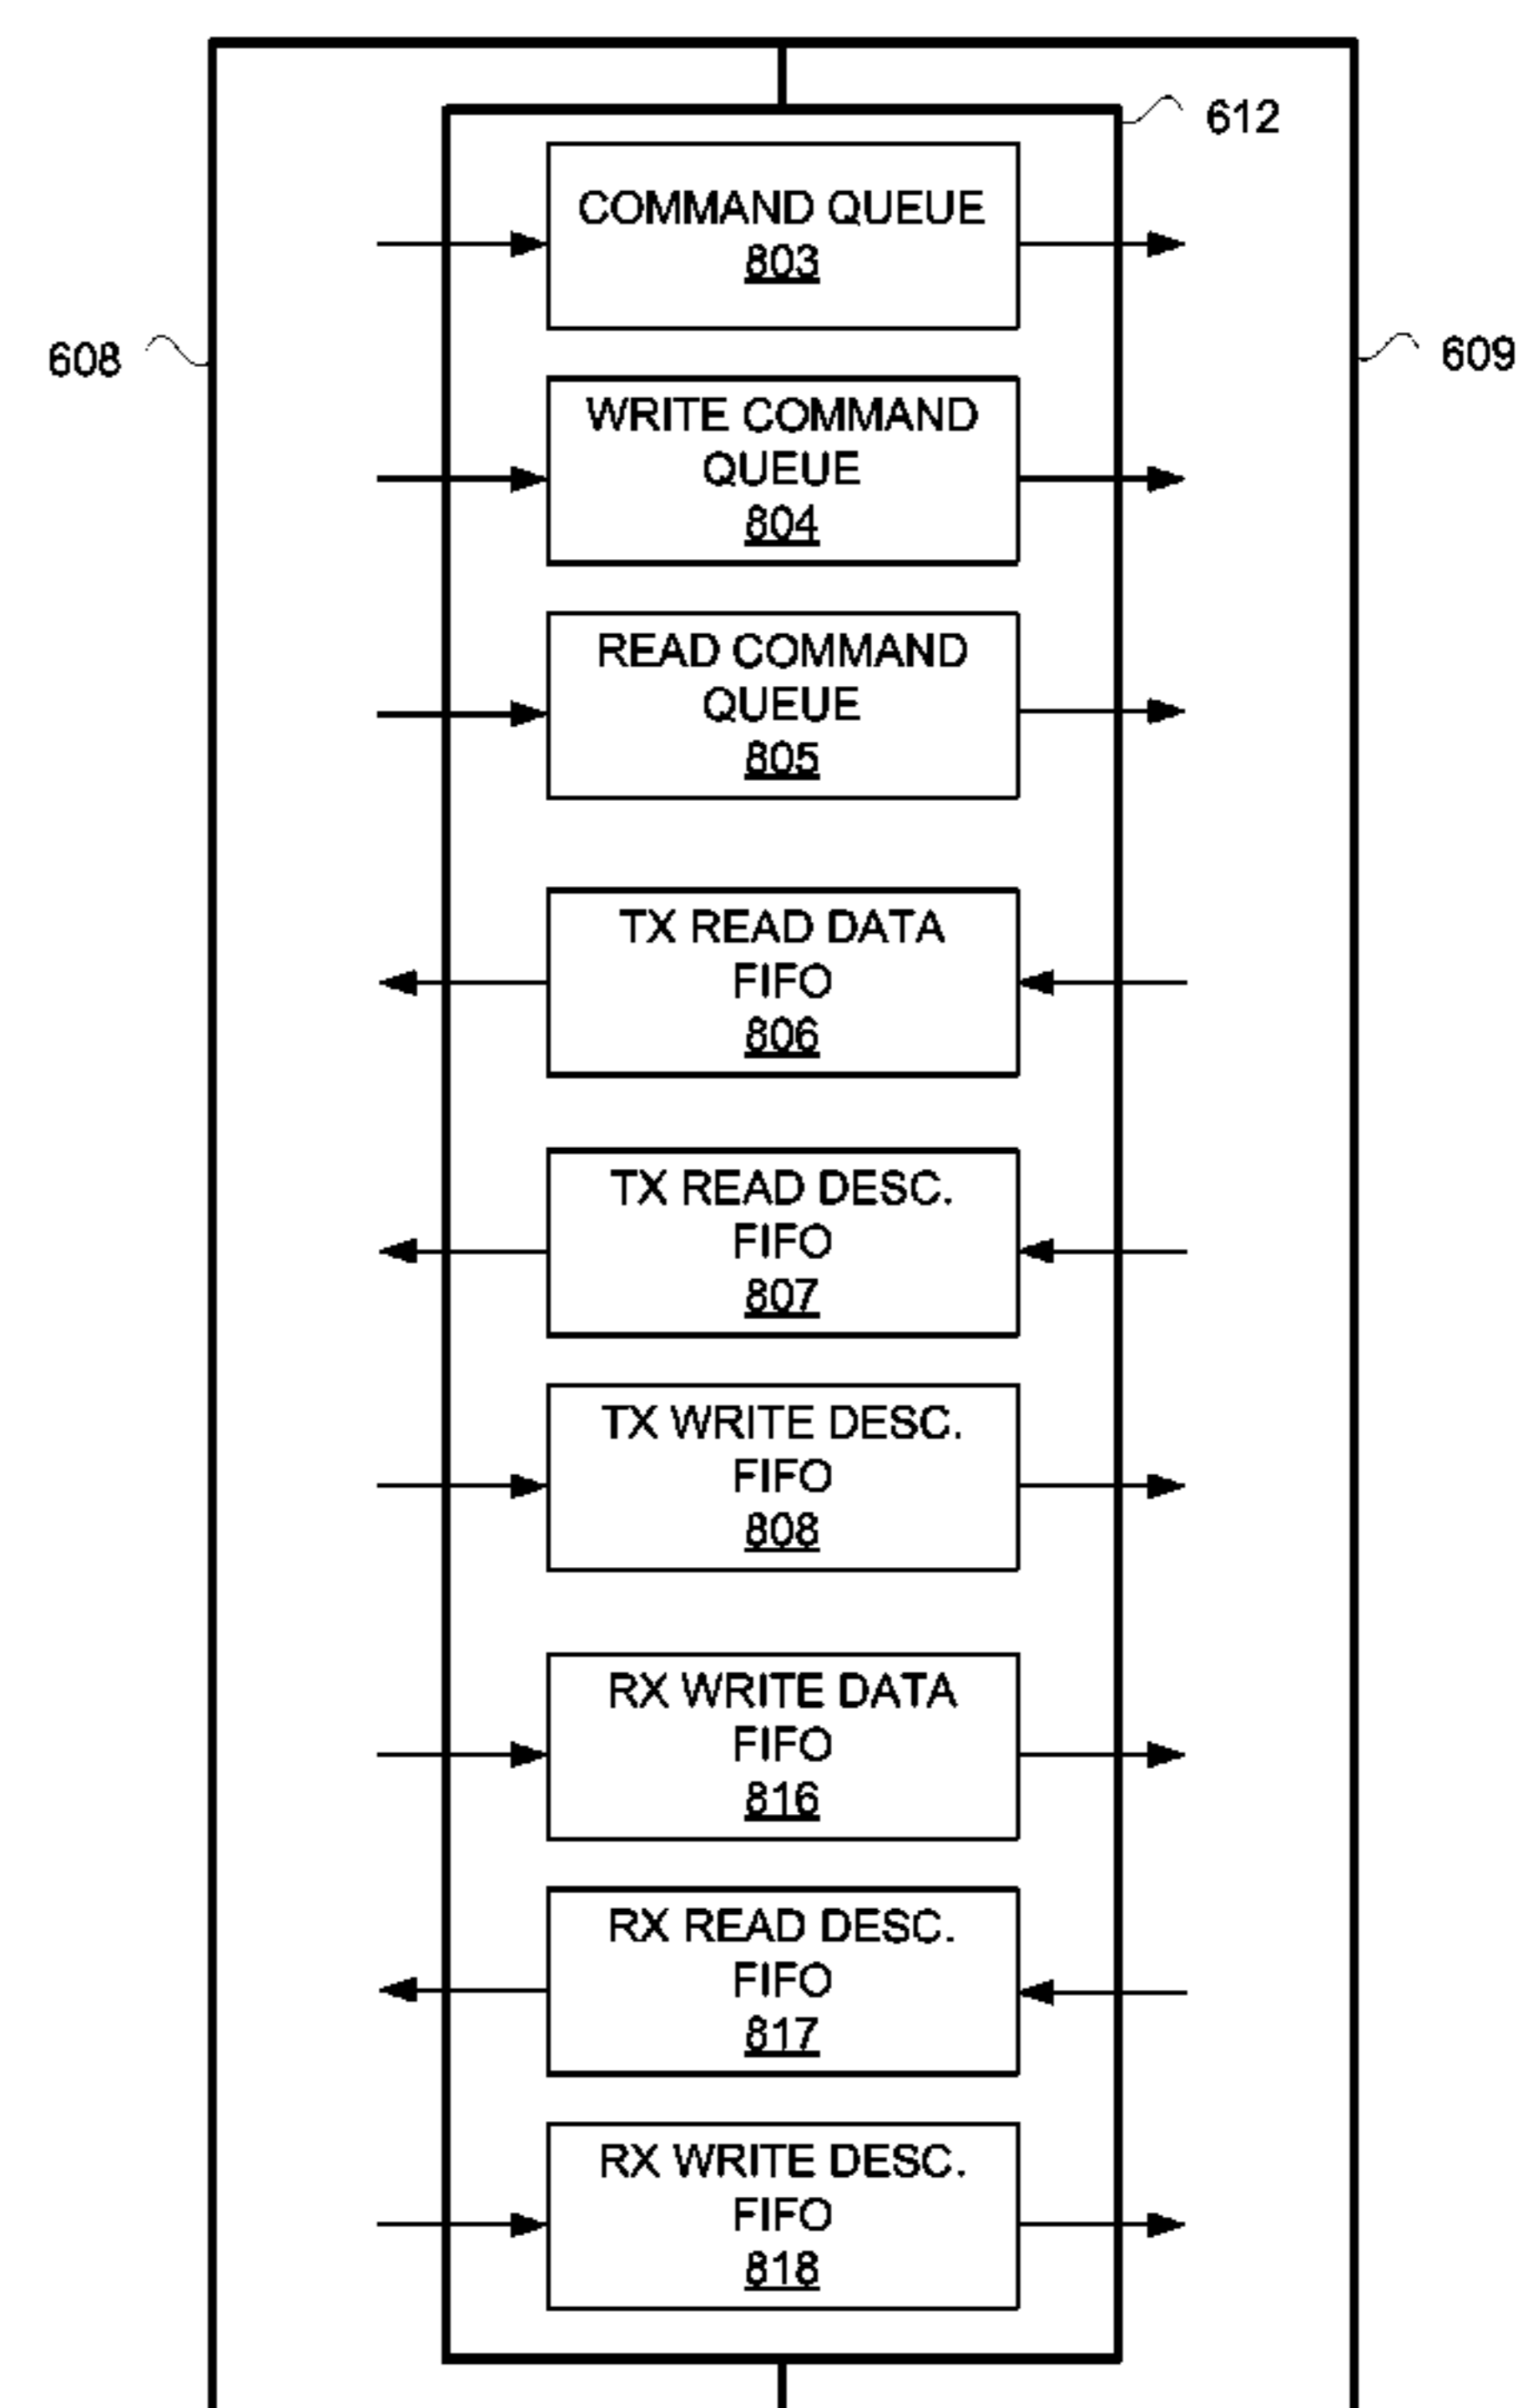 612
COMMAND QUEUE
803
608
609
WRITE COMMAND
QUEUE
804
READ COMMAND
QUEUE
805
TX READ DATA
FIFO
806
TX READ DESC.
FIFO
807
TX WRITE DESC.
FIFO
808
RX WRITE DATA
FIFO
816
RX READ DESC.
FIFO
817
RX WRITE DESC.
FIFO
818